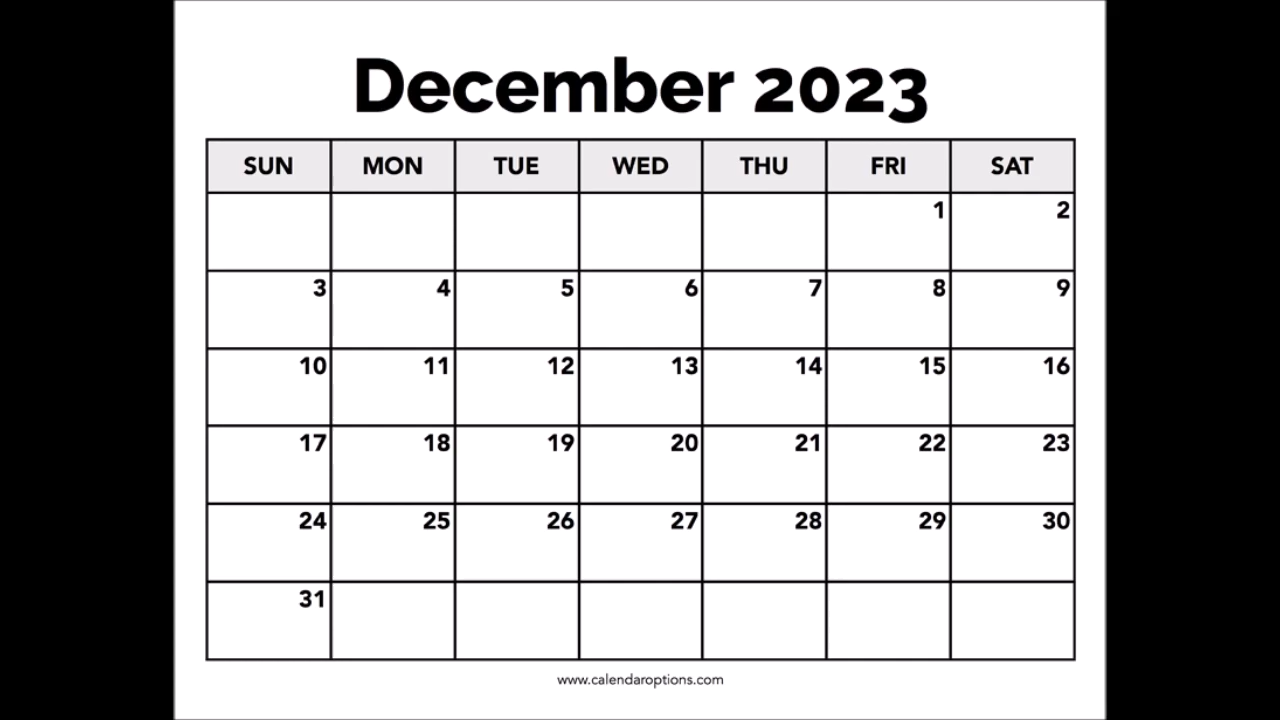 December 2023
SUN MON TUE WED THU FRI SAT
1 2
3 4 5 6 7 8 9
10 11 12 13 14 15 16
17 18 19 20 21 22 23
24 25 26 27 28 29 30
31
www.calendaroptions.com